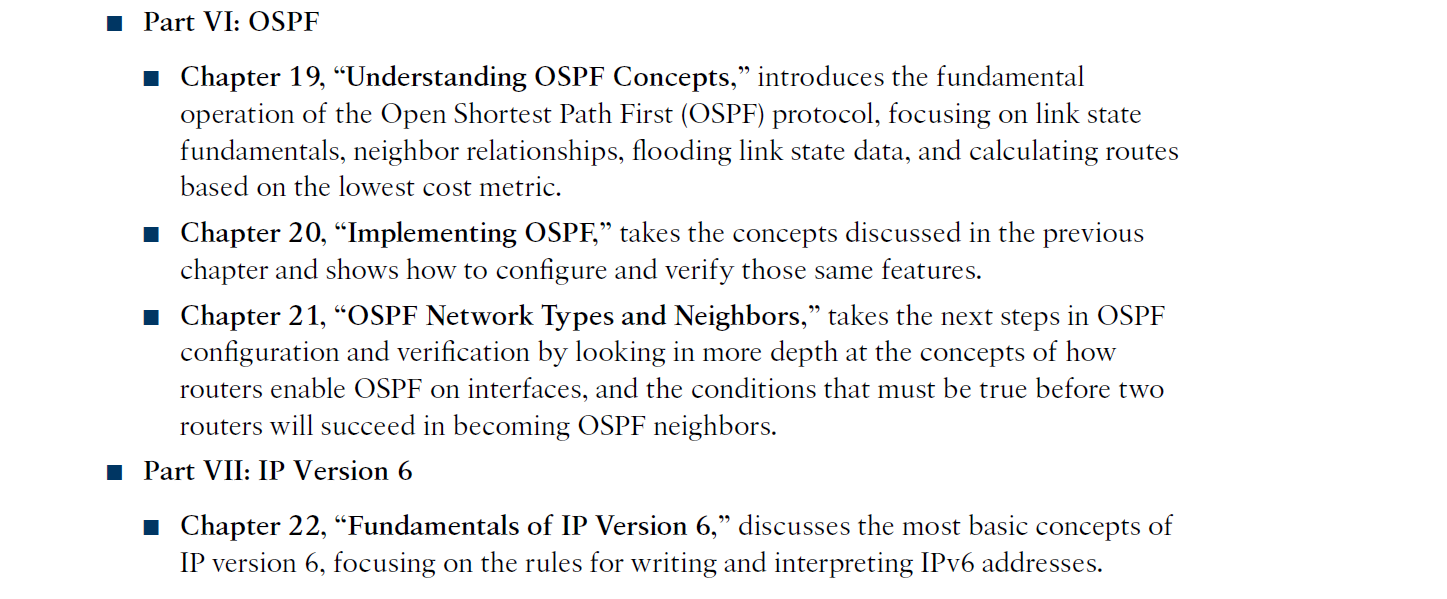 ■ Part VI: OSPF
■ Chapter 19, “Understanding OSPF Concepts,” introduces the fundamental
operation of the Open Shortest Path First (OSPF) protocol, focusing on link state
fundamentals, neighbor relationships, flooding link state data, and calculating routes
based on the lowest cost metric.
■ Chapter 20, “Implementing OSPF,” takes the concepts discussed in the previous
chapter and shows how to configure and verify those same features.
■ Chapter 21, “OSPF Network Types and Neighbors,” takes the next steps in OSPF
configuration and verification by looking in more depth at the concepts of how
routers enable OSPF on interfaces, and the conditions that must be true before two
routers will succeed in becoming OSPF neighbors.
■ Part VII: IP Version 6
■ Chapter 22, “Fundamentals of IP Version 6,” discusses the most basic concepts of
IP version 6, focusing on the rules for writing and interpreting IPv6 addresses.